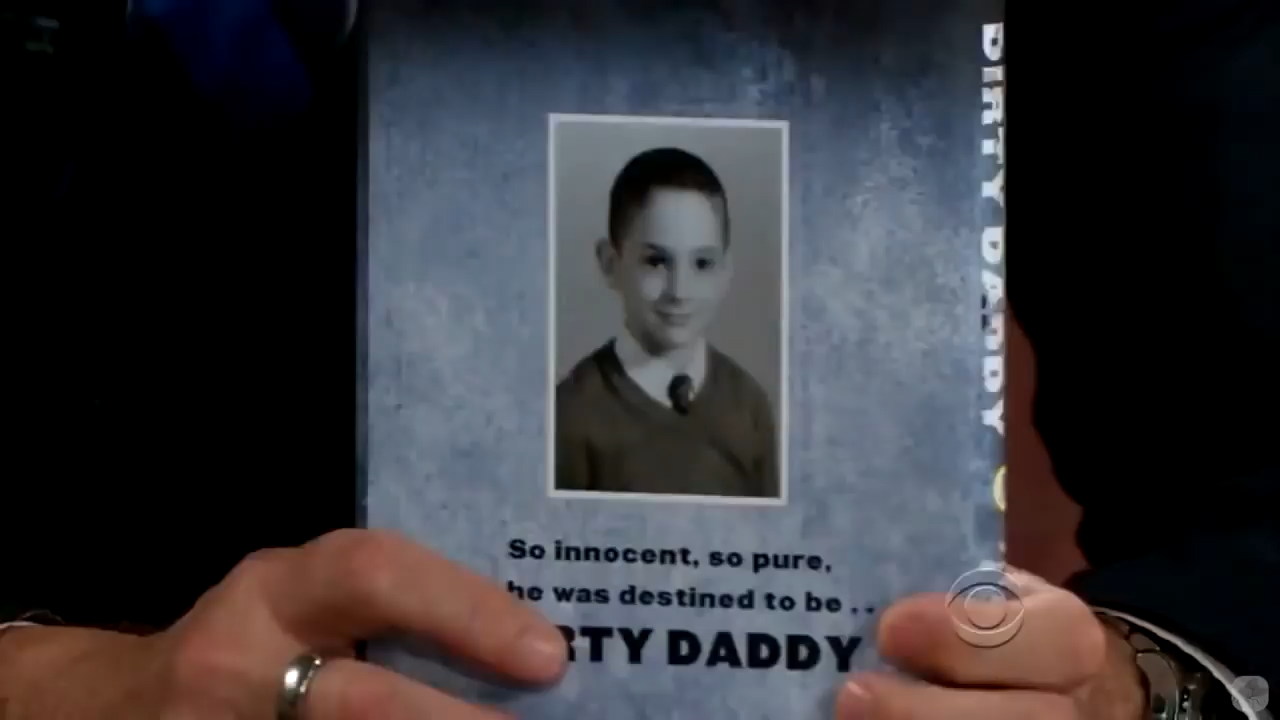 So innocent, so pure,
he was destined to be . .
RTY DADDY
DIRTY DADDY